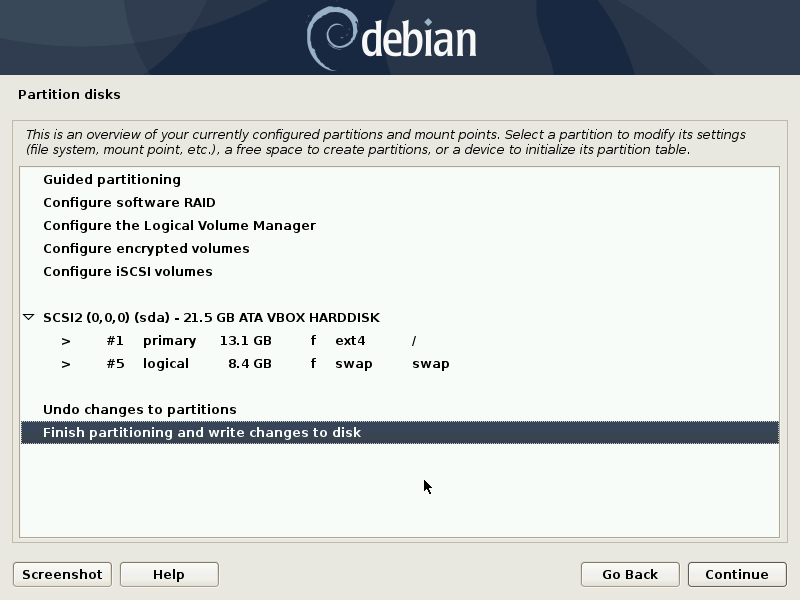 debian
Partition disks
This is an overview of your currently configured partitions and mount points. Select a partition to modify its settings
(file system, mount point, etc.), a free space to create partitions, or a device to initialize its partition table.
Guided partitioning
Configure software RAID
Configure the Logical Volume Manager
Configure encrypted volumes
Configure iSCSI volumes
SCSI2 (0,0,0) (sda) - 21.5 GB ATA VBOX HARDDISK
> #1 primary 13.1 GB f ext4 /
> #5 logical 8.4 GB f swap swap
Undo changes to partitions
Finish partitioning and write changes to disk
Screenshot Help Go Back Continue